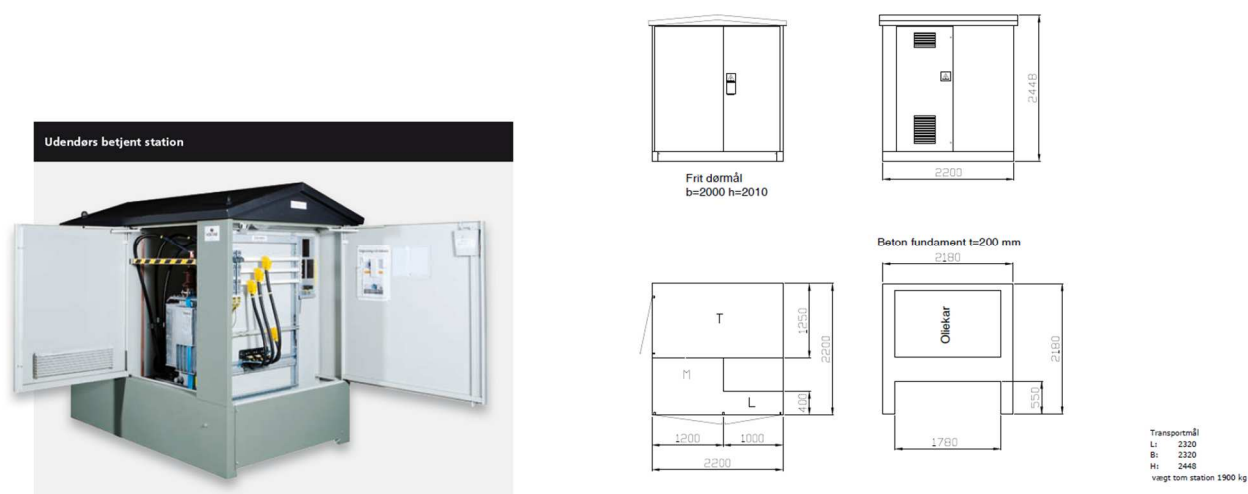 Udendørs betjent station
Frit dørmål
b=2000 h=2010
2448
2200
T
M
L
1250
400
2200
1200
1000
2200
Beton fundament t=200 mm
2180
Oliekar
2180
550
1780
Transportmål
L: 2320
B: 2320
H: 2448
vægt tom station 1900 kg